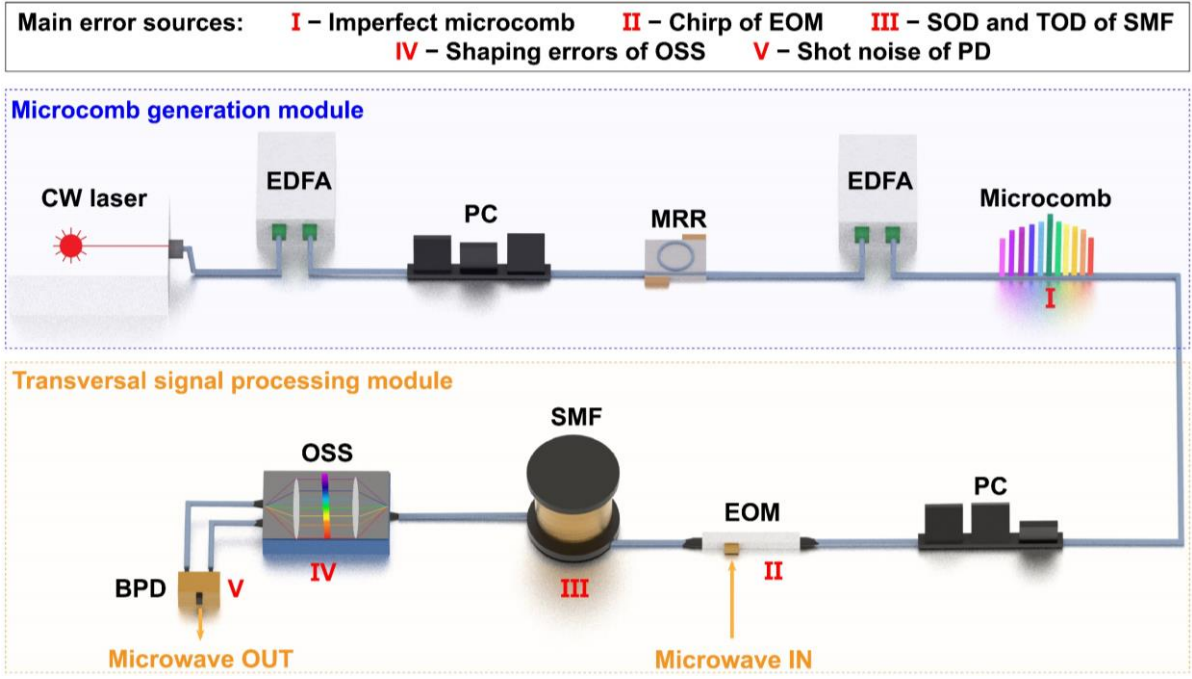 Main error sources: I – Imperfect microcomb II – Chirp of EOM III – SOD and TOD of SMF
IV – Shaping errors of OSS V – Shot noise of PD
Microcomb generation module
CW laser
EDFA
PC
MRR
EDFA
Microcomb
I
Transversal signal processing module
OSS
SMF
EOM
PC
IV
III
II
BPD
V
Microwave OUT
Microwave IN